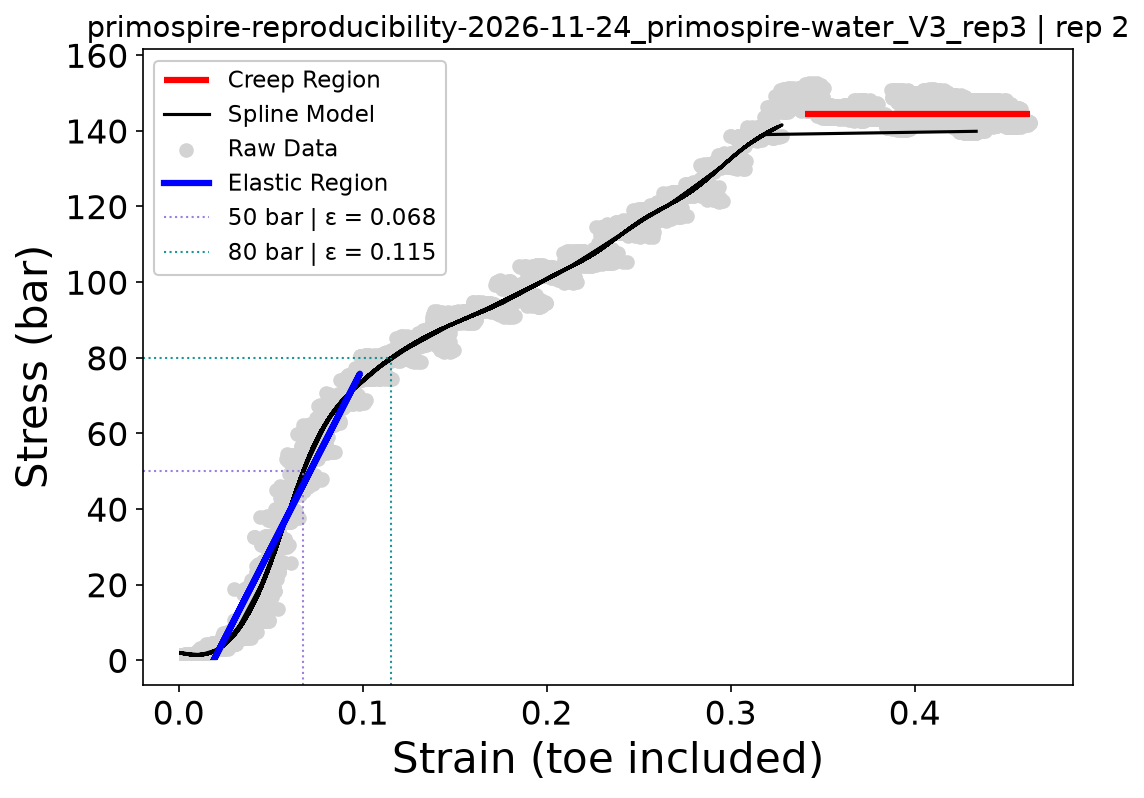 primospire-reproducibility-2026-11-24_primospire-water_V3_rep3 | rep 2
Creep Region
Spline Model
Raw Data
Elastic Region
50 bar | ε = 0.068
80 bar | ε = 0.115
160
140
120
100
80
60
40
20
0
Stress (bar)
0.0 0.1 0.2 0.3 0.4
Strain (toe included)